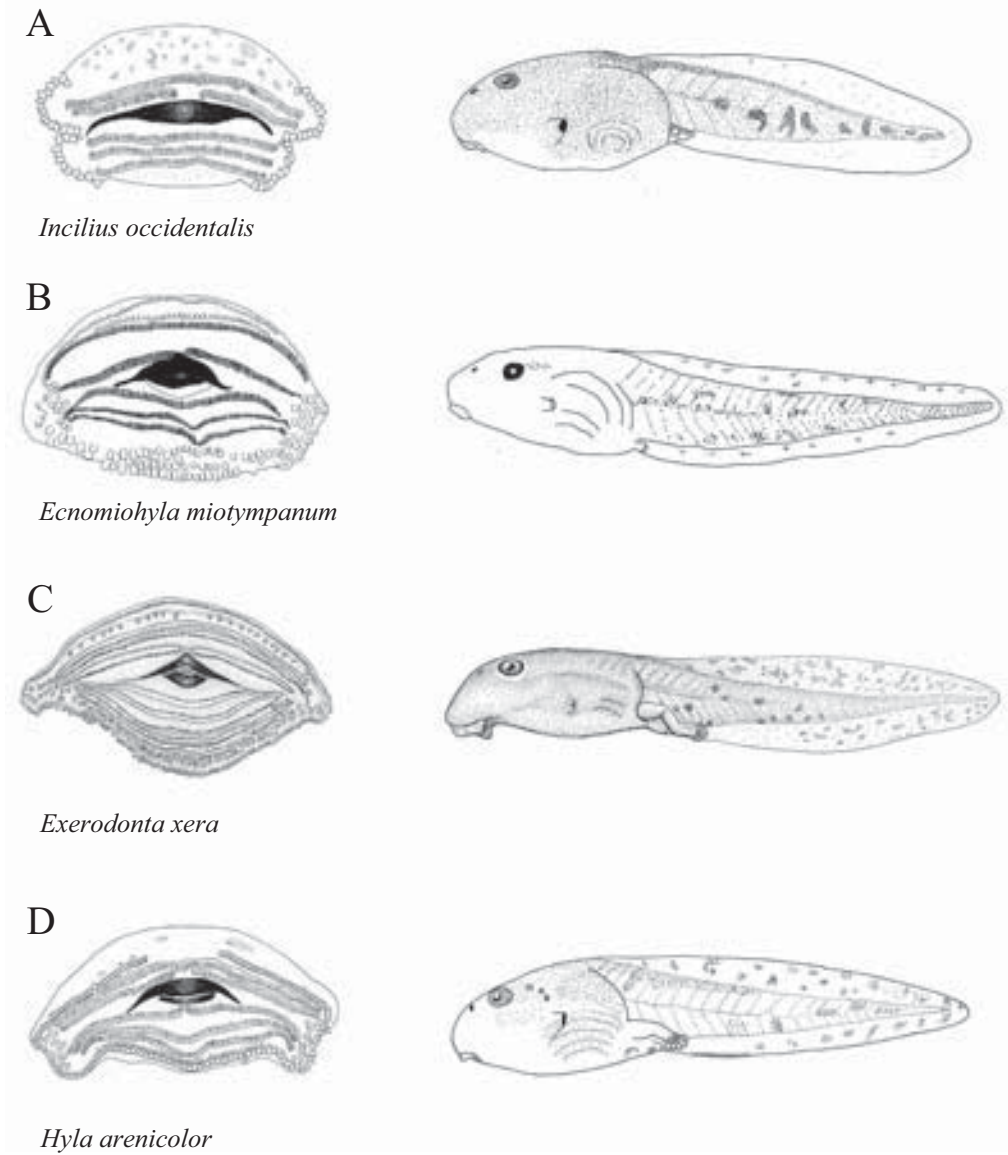 A
Incilius occidentalis
B
Ecnomiohyla miotympanum
C
Exerodonta xera
D
Hyla arenicolor